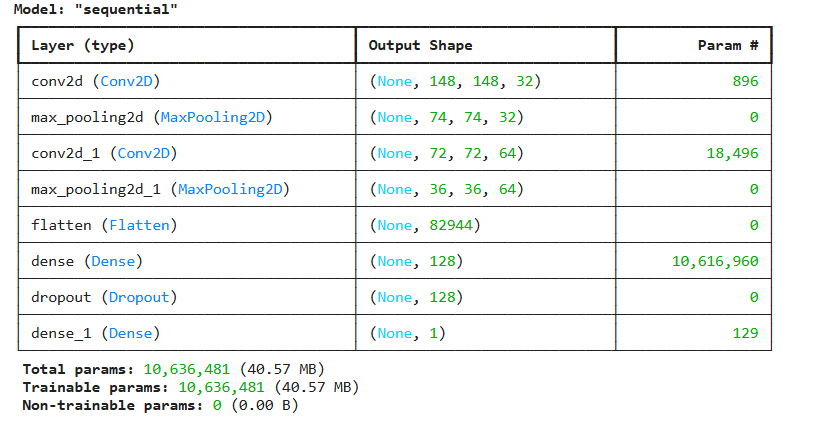 Model: "sequential"
Layer (type) Output Shape Param #
conv2d (Conv2D) (None, 148, 148, 32) 896
max_pooling2d (MaxPooling2D) (None, 74, 74, 32) 0
conv2d_1 (Conv2D) (None, 72, 72, 64) 18,496
max_pooling2d_1 (MaxPooling2D) (None, 36, 36, 64) 0
flatten (Flatten) (None, 82944) 0
dense (Dense) (None, 128) 10,616,960
dropout (Dropout) (None, 128) 0
dense_1 (Dense) (None, 1) 129
Total params: 10,636,481 (40.57 MB)
Trainable params: 10,636,481 (40.57 MB)
Non-trainable params: 0 (0.00 B)